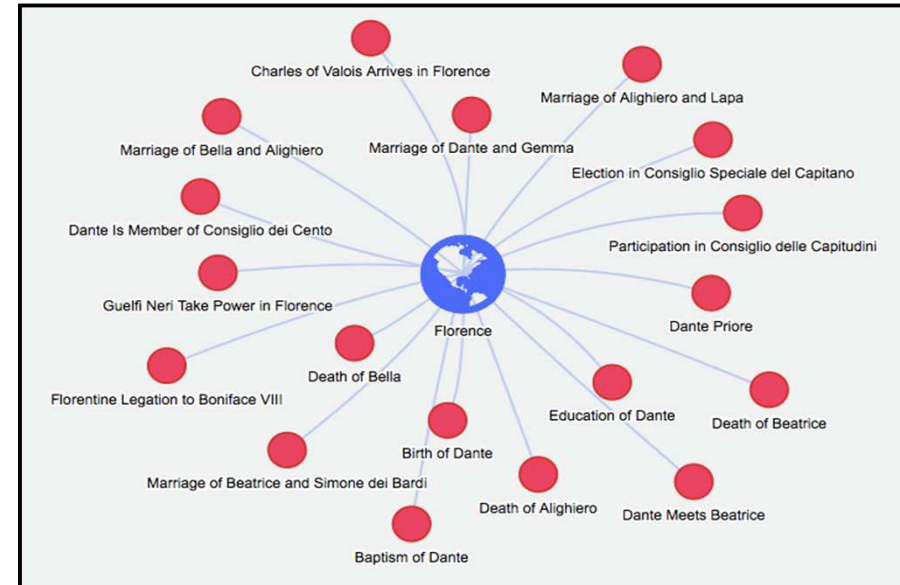 Charles of Valois Arrives in Florence
Marriage of Alighiero and Lapa
Marriage of Bella and Alighiero
Marriage of Dante and Gemma
Election in Consiglio Speciale del Capitano
Dante Is Member of Consiglio dei Cento
Participation in Consiglio delle Capitudini
Guelfi Neri Take Power in Florence
Florence
Dante Priore
Death of Bella
Florentine Legation to Boniface VIII
Education of Dante
Death of Beatrice
Birth of Dante
Marriage of Beatrice and Simone dei Bardi
Death of Alighiero
Dante Meets Beatrice
Baptism of Dante